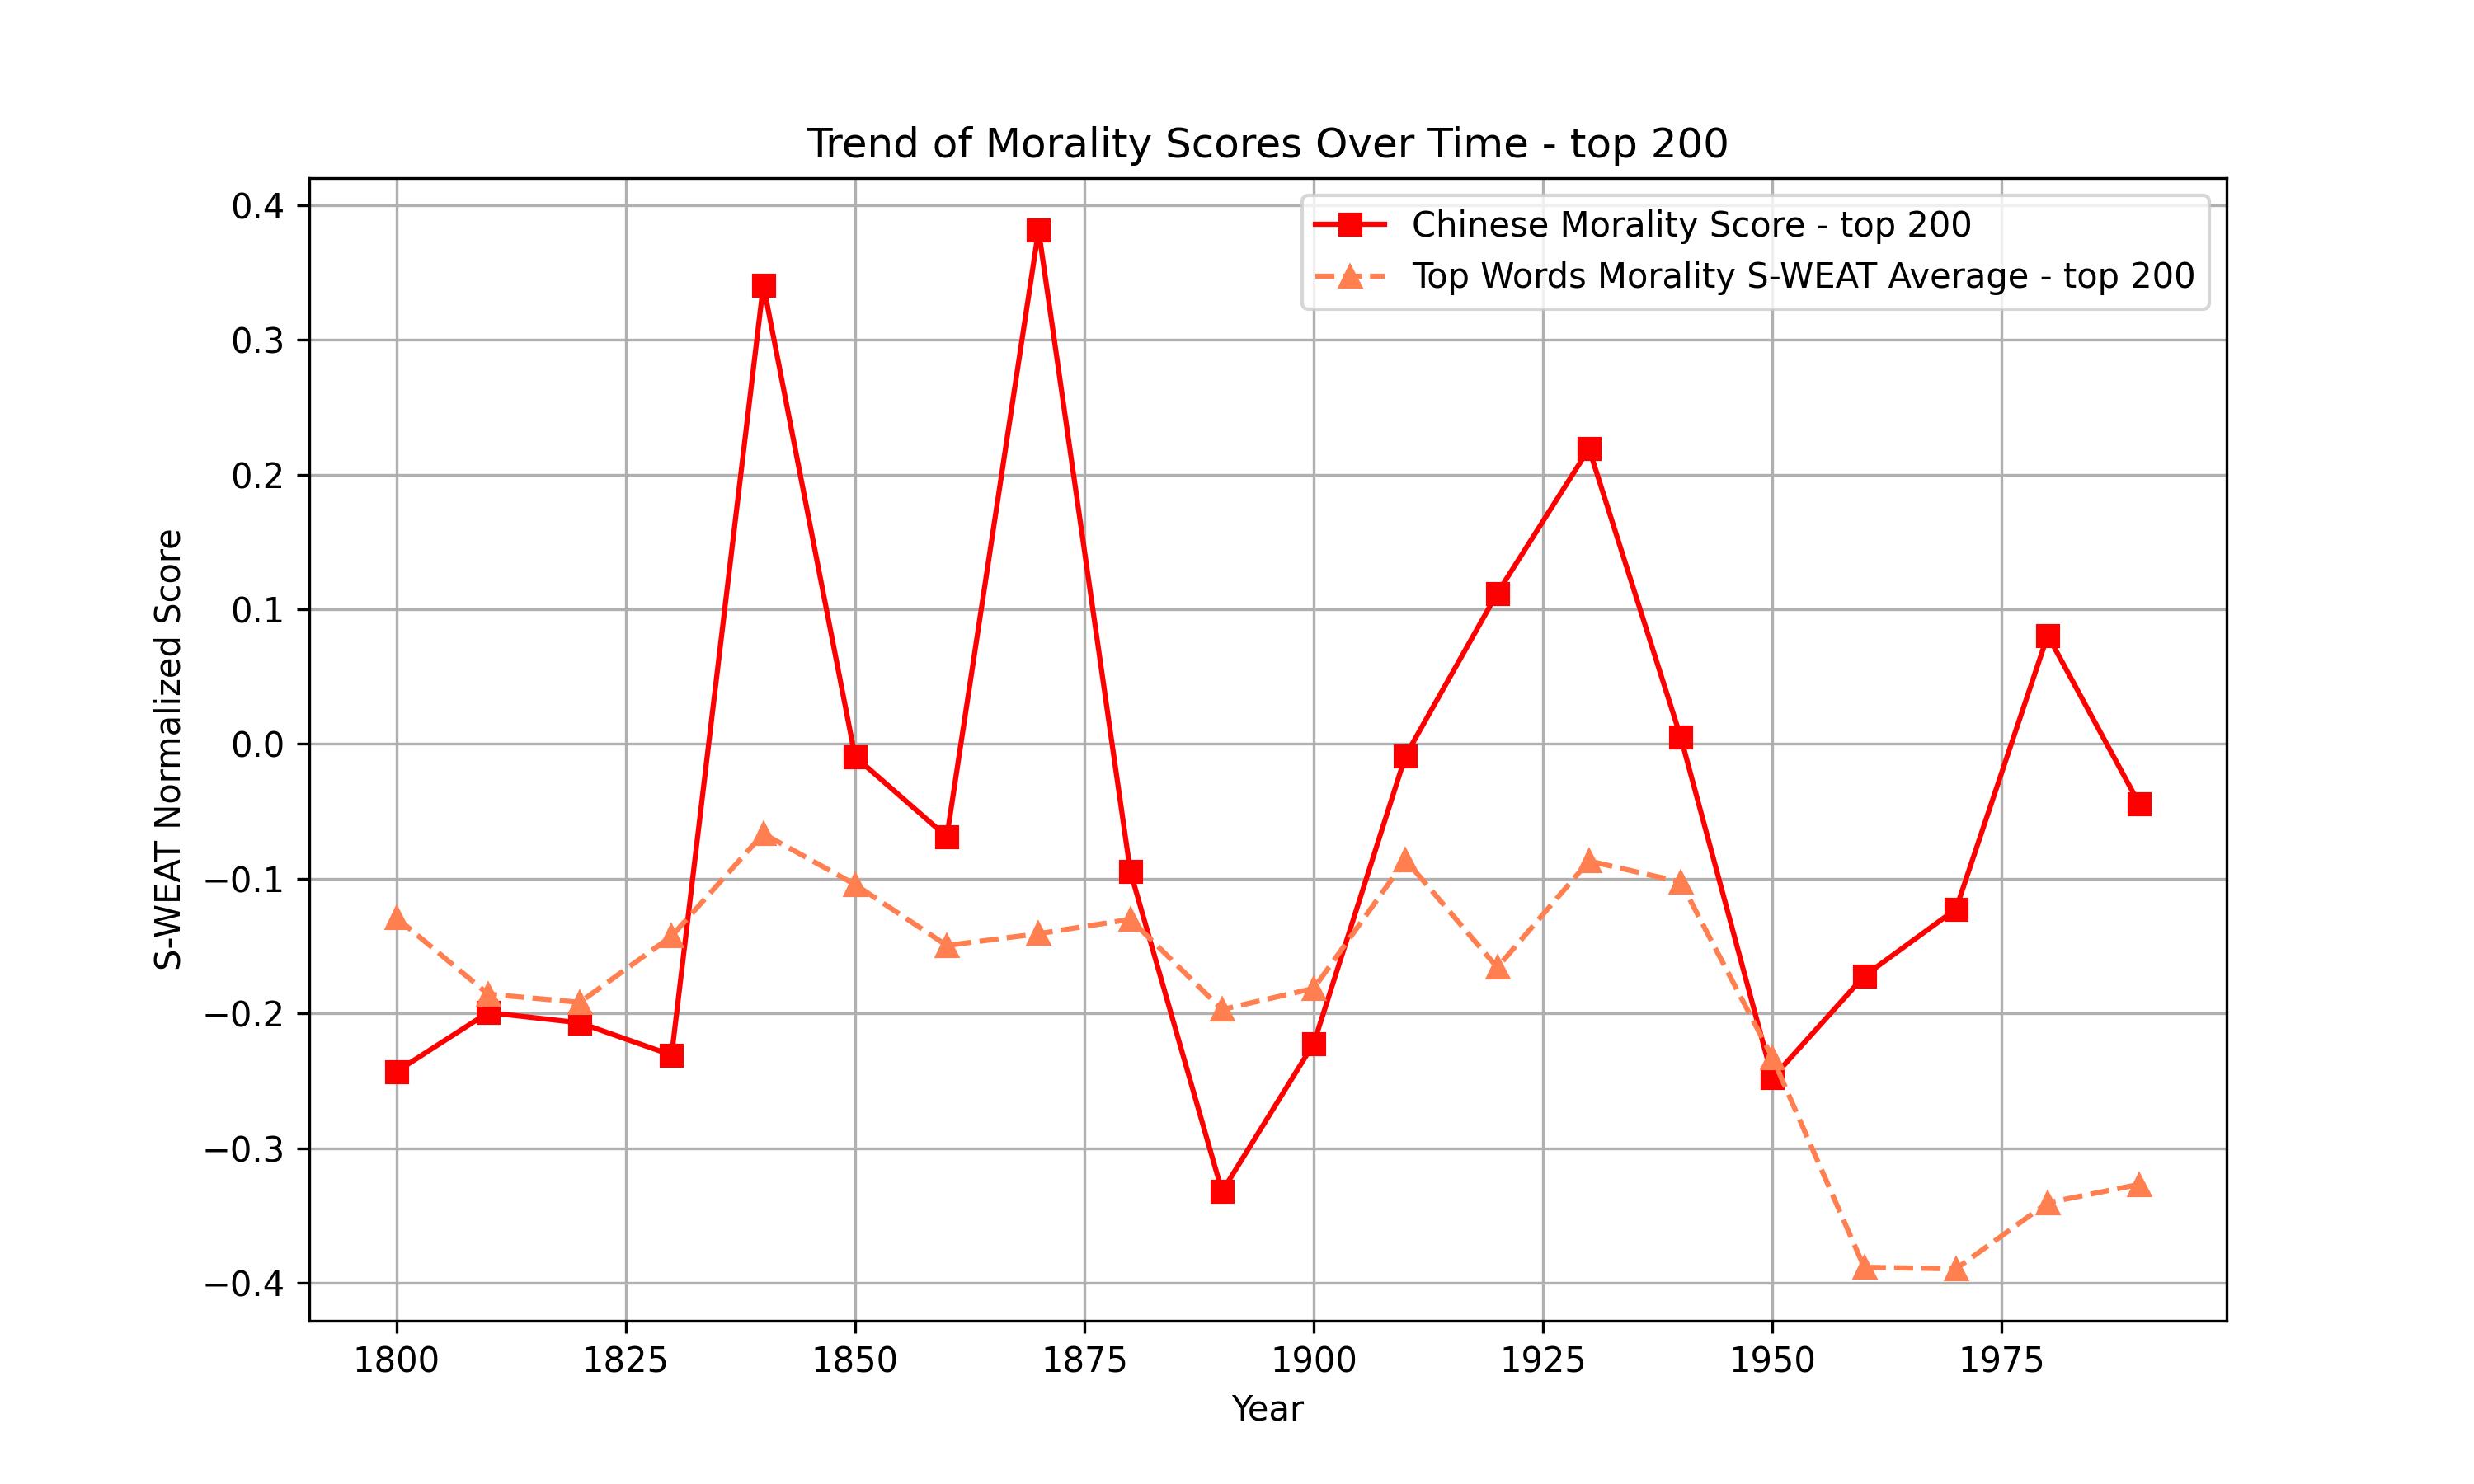 Trend of Morality Scores Over Time - top 200
Chinese Morality Score - top 200
Top Words Morality S-WEAT Average - top 200
S-WEAT Normalized Score
0.4
0.3
0.2
0.1
0.0
−0.1
−0.2
−0.3
−0.4
1800 1825 1850 1875 1900 1925 1950 1975
Year